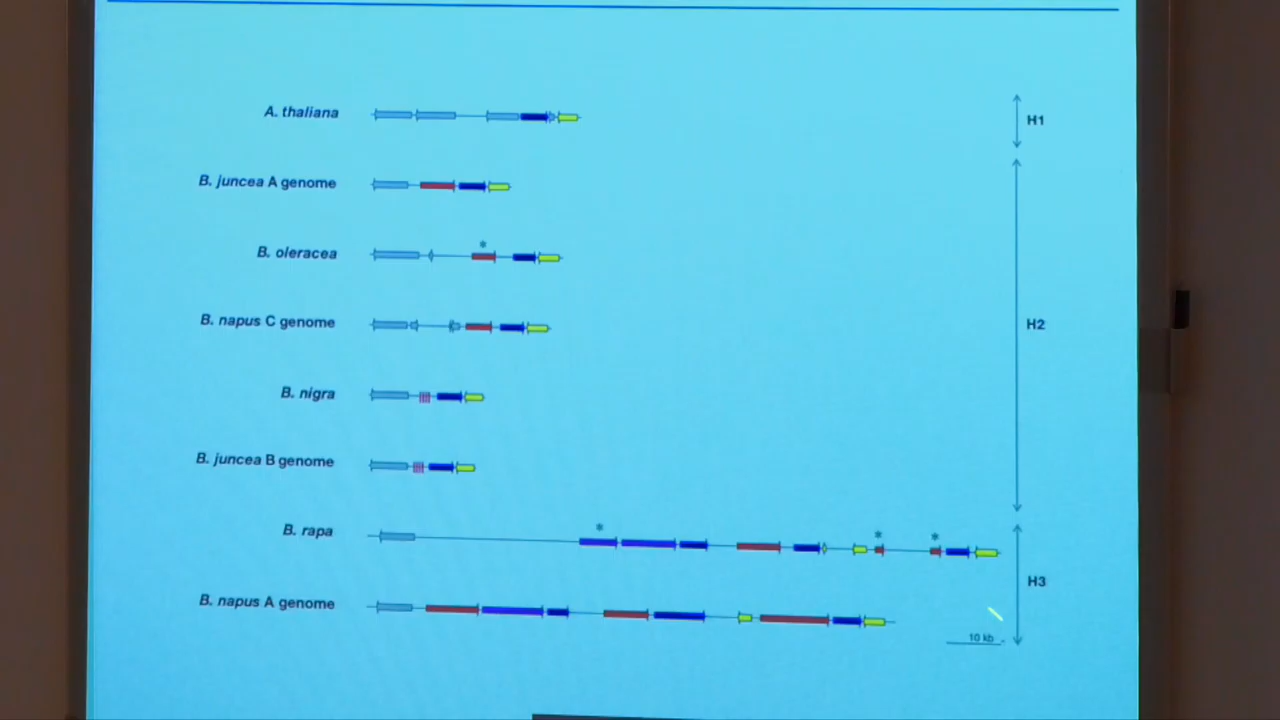 A. thaliana
H1
B. juncea A genome
*
B. oleracea
B. napus C genome
H2
B. nigra
B. juncea B genome
B. rapa
* * *
H3
B. napus A genome
10 kb